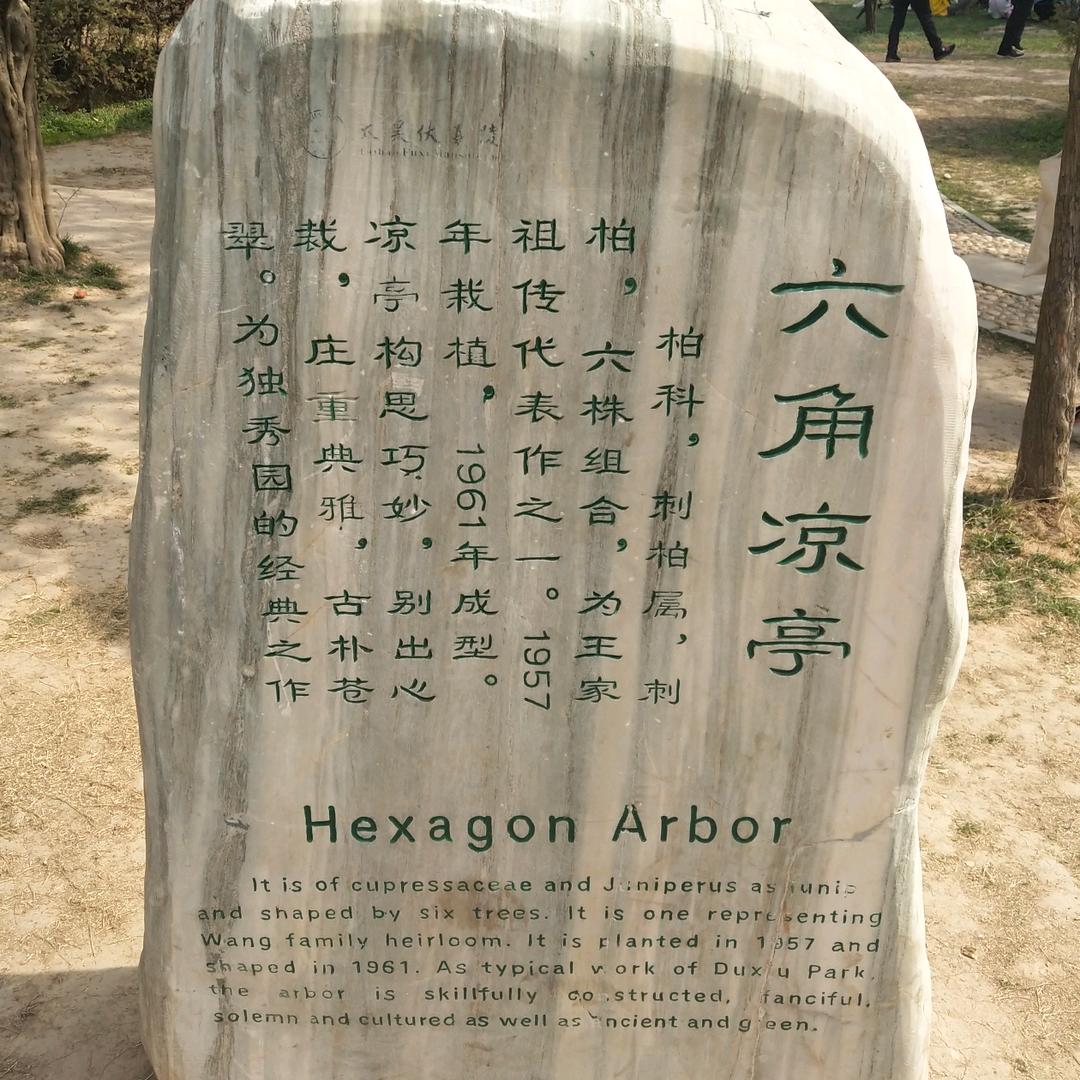 太昊伏羲陵
六角凉亭
柏科，刺柏属，刺
柏，六株组合，为王家
祖传代表作之一。1957
年栽植，1961年成型。
凉亭构思巧妙，别出心
裁，庄重典雅，古朴苍
翠。为独秀园的经典之作
Hexagon Arbor
It is of cupressaceae and Juniperus as
and shaped by six trees. It is one representing
Wang family heirloom. It is planted in 1957 and
shaped in 1961. As typical work of Duxiu Park,
the arbor is skillfully constructed, fanciful,
solemn and cultured as well as ancient and green.